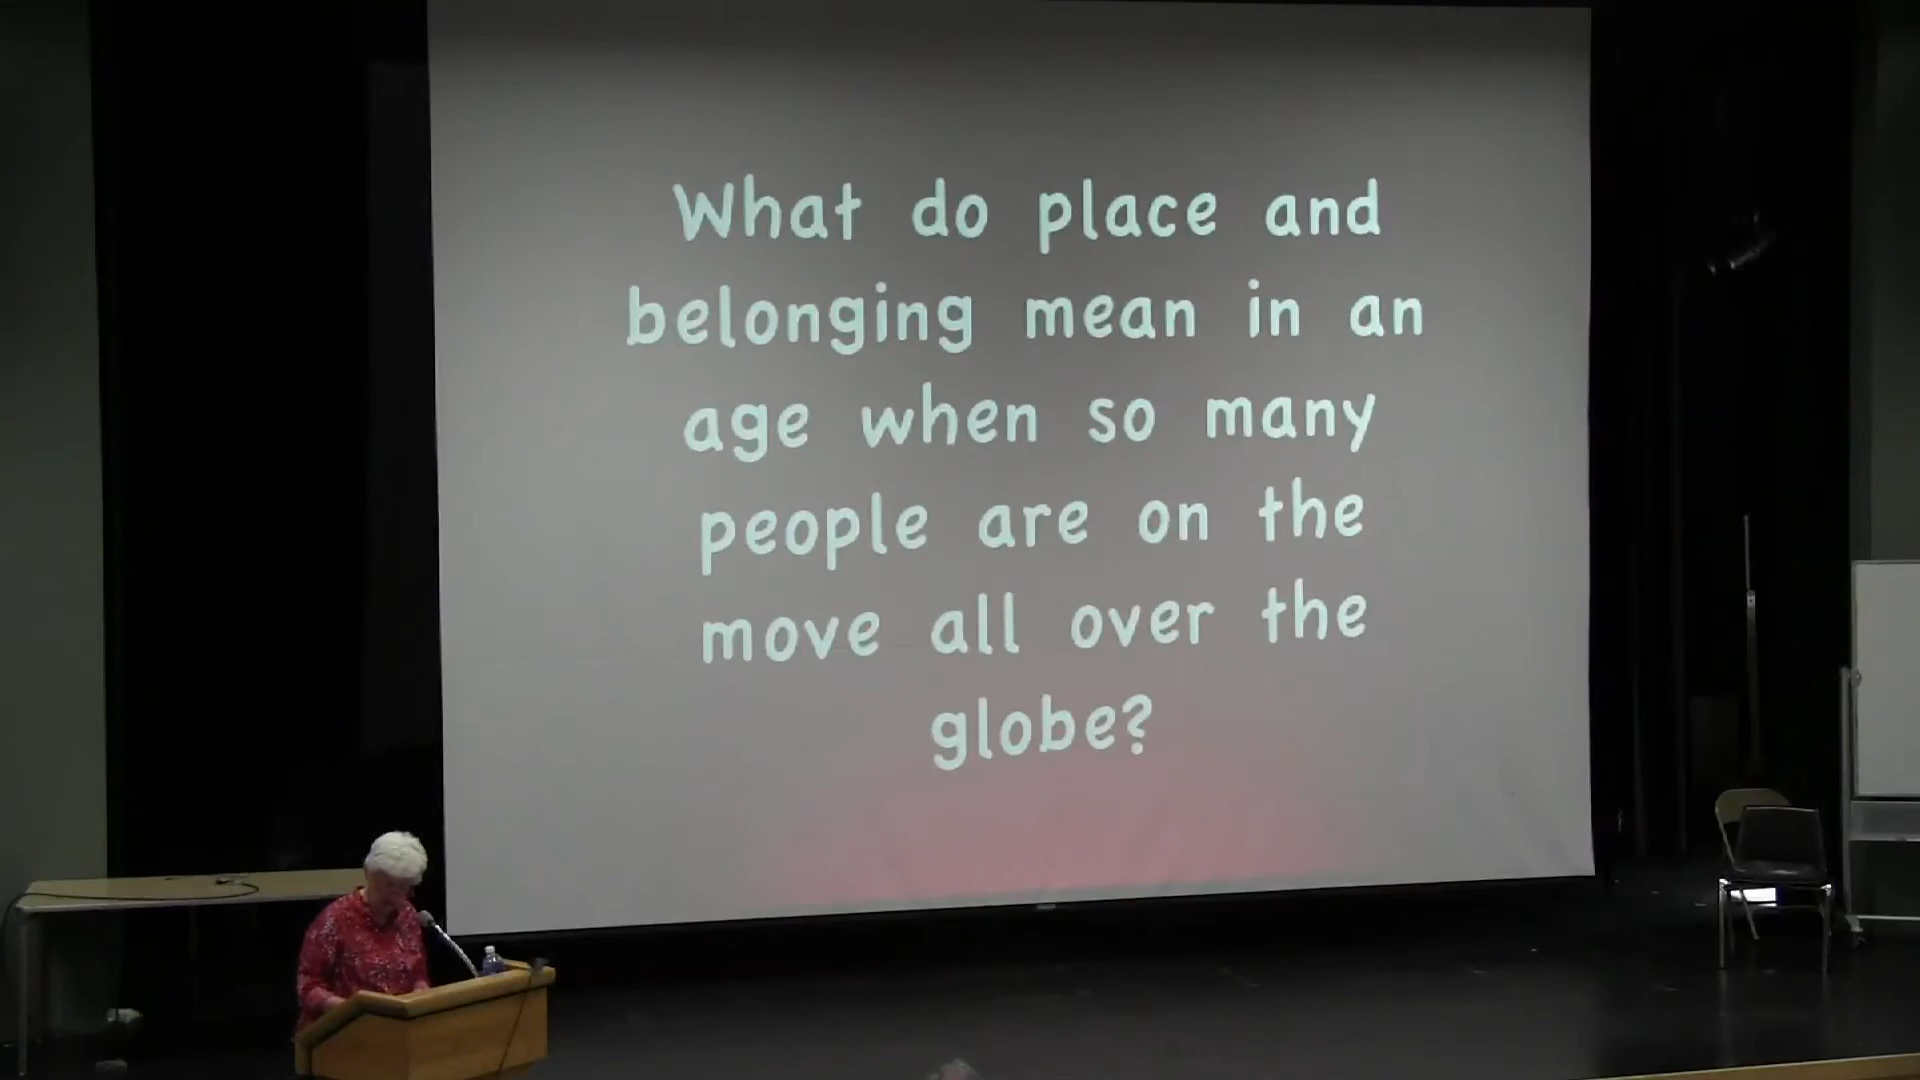 What do place and
belonging mean in an
age when so many
people are on the
move all over the
globe?